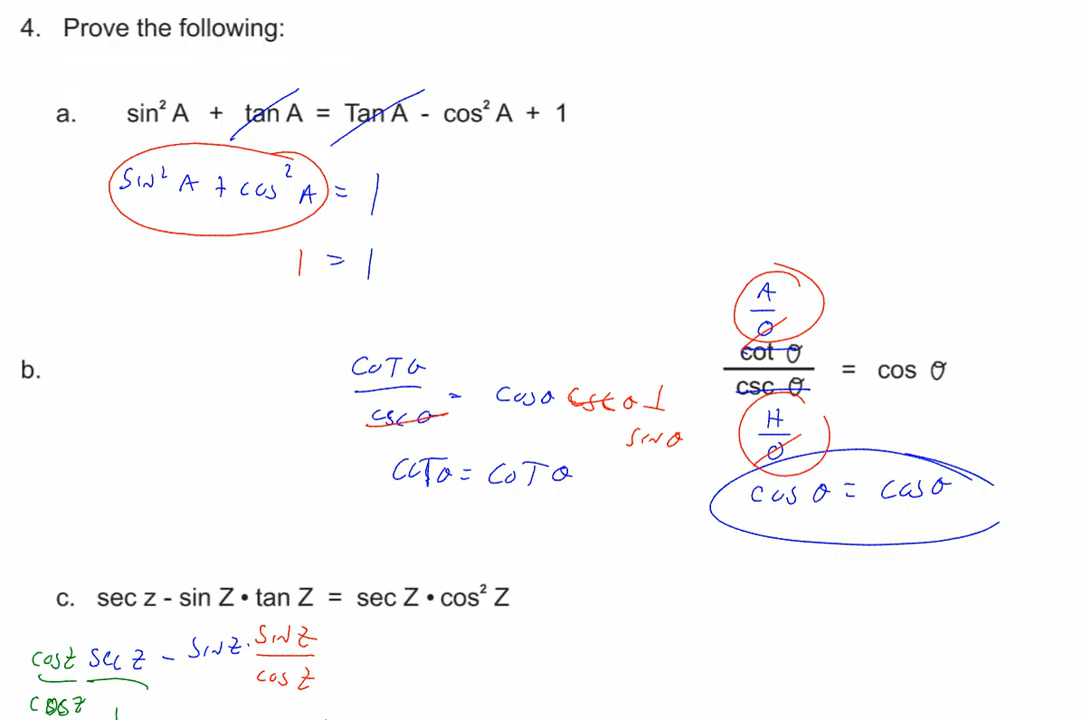 4. Prove the following:
a. sin² A + tan A = Tan A - cos² A + 1
SIN² A + cos² A = 1
1 = 1
A
O
b. cot θ / csc θ = cos θ
COT θ / csc θ = cos θ csc θ 1
SIN θ
H
O
COT θ = COT θ
cos θ = cos θ
c. sec z - sin Z • tan Z = sec Z • cos² Z
cos z sec z - SIN z · SIN z
cos z
cos z 1